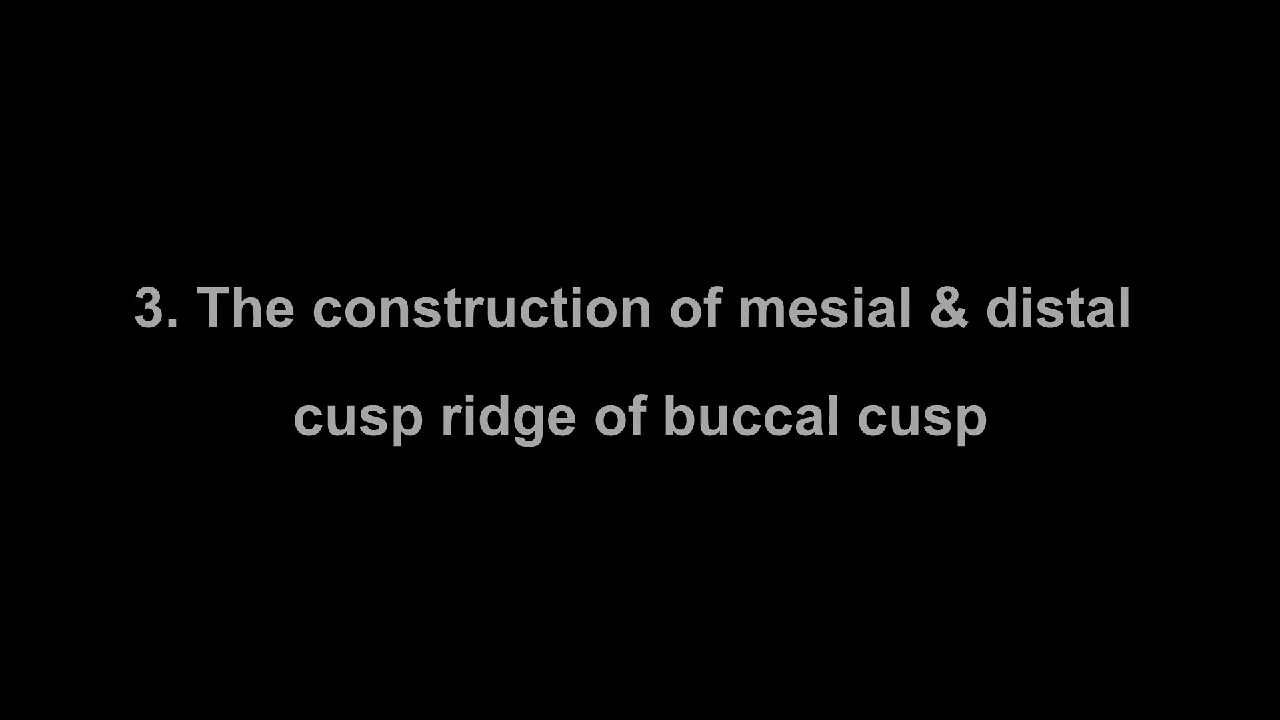 3. The construction of mesial & distal
cusp ridge of buccal cusp